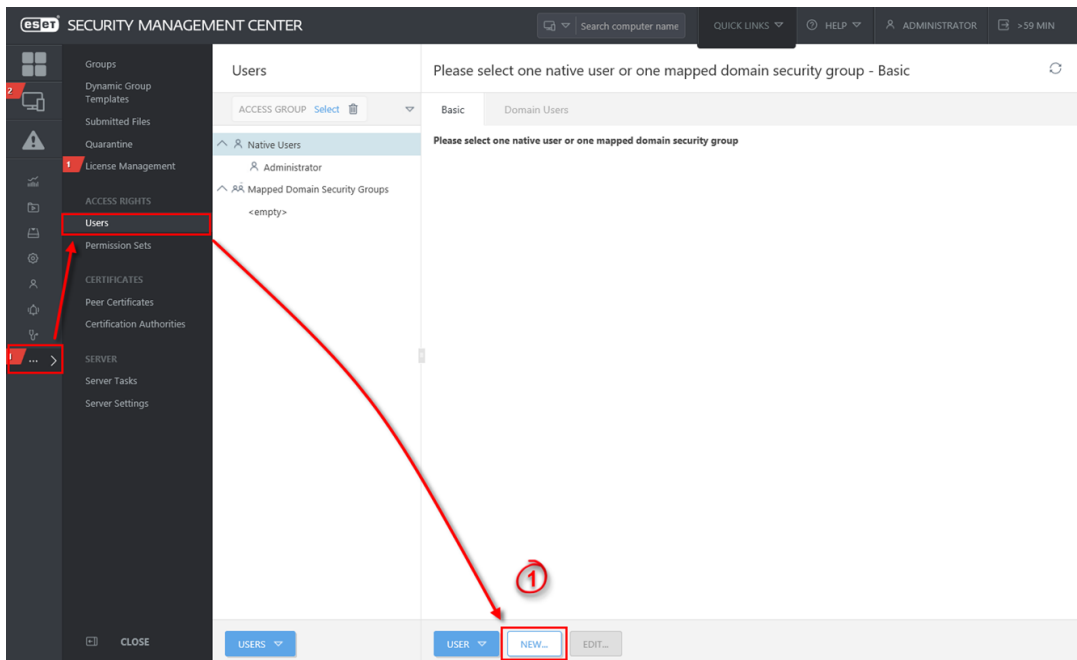 eset SECURITY MANAGEMENT CENTER
Search computer name
QUICK LINKS
HELP
ADMINISTRATOR
>59 MIN
2
1
1
...
Groups
Dynamic Group
Templates
Submitted Files
Quarantine
License Management
ACCESS RIGHTS
Users
Permission Sets
CERTIFICATES
Peer Certificates
Certification Authorities
SERVER
Server Tasks
Server Settings
CLOSE
Users
ACCESS GROUP Select
Native Users
Administrator
Mapped Domain Security Groups
<empty>
USERS
Please select one native user or one mapped domain security group - Basic
Basic
Domain Users
Please select one native user or one mapped domain security group
1
USER
NEW...
EDIT...